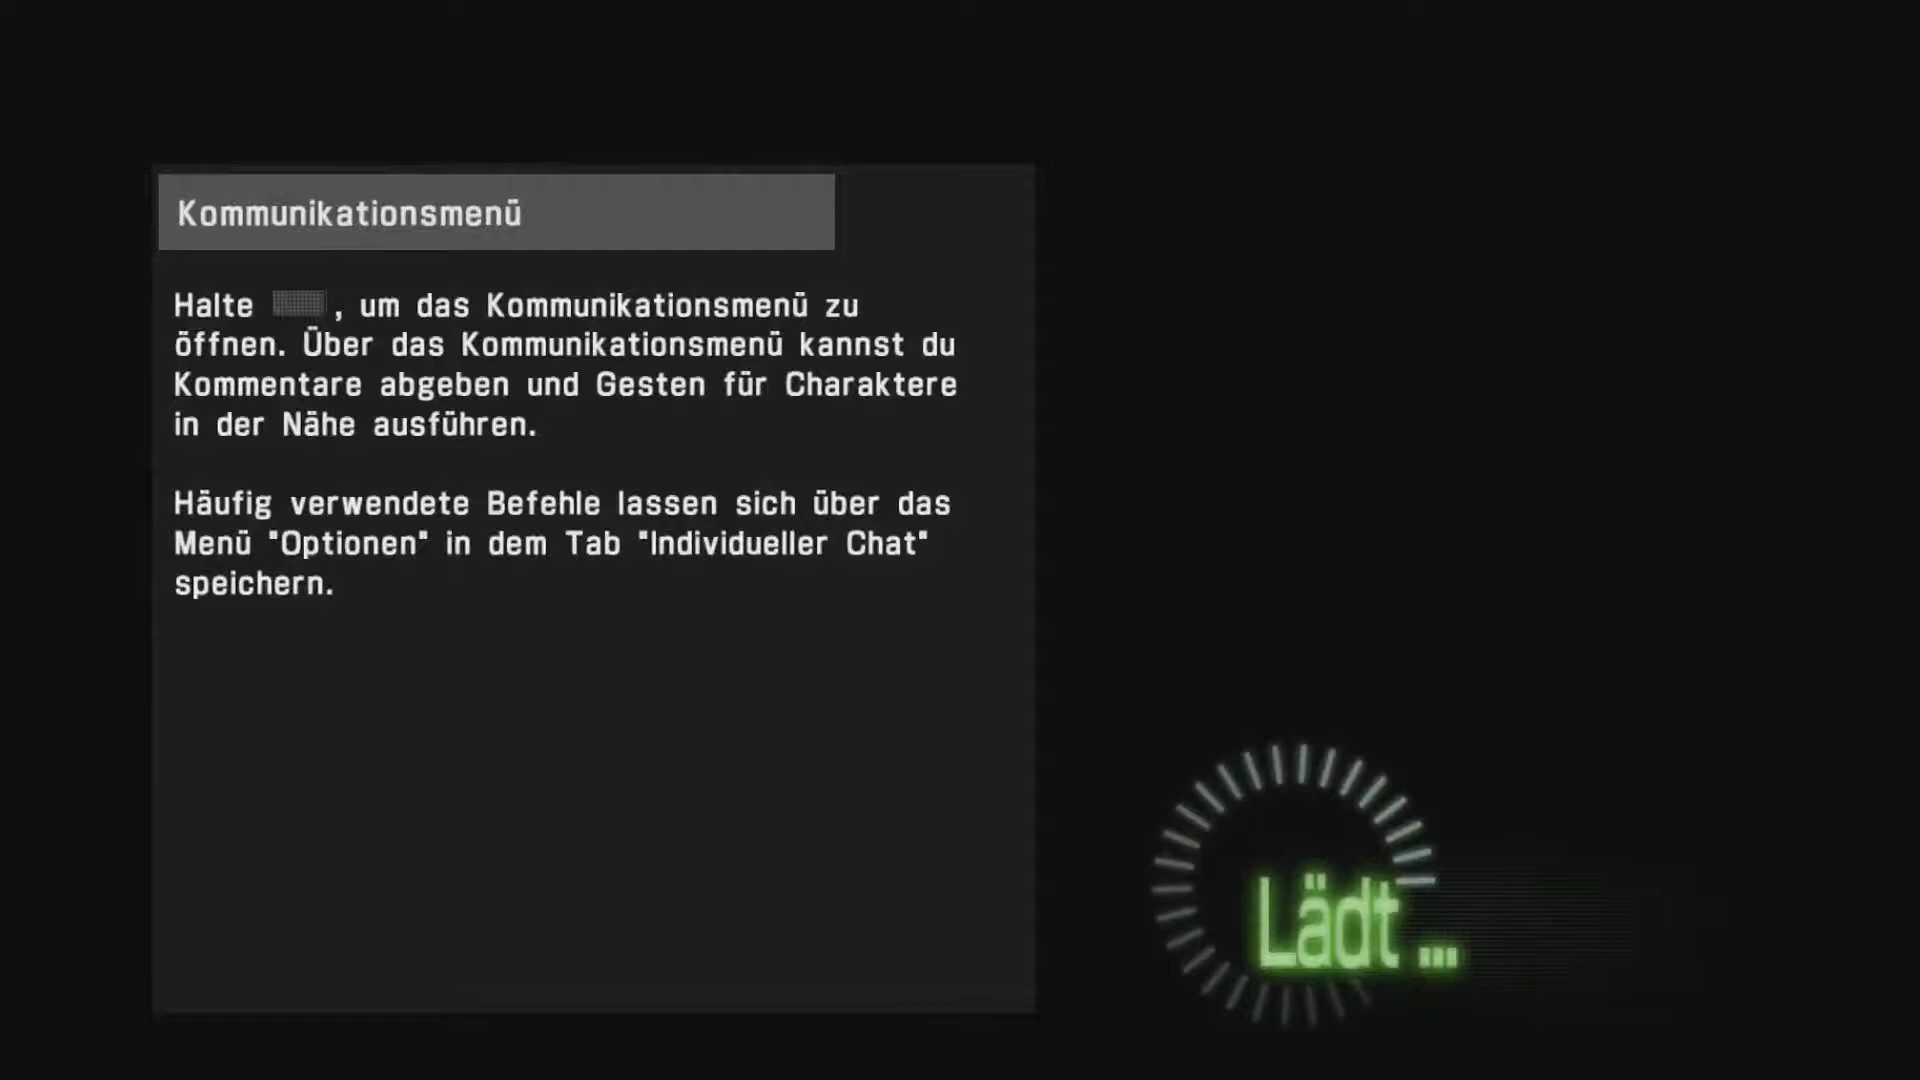 Kommunikationsmenü
Halte , um das Kommunikationsmenü zu
öffnen. Über das Kommunikationsmenü kannst du
Kommentare abgeben und Gesten für Charaktere
in der Nähe ausführen.
Häufig verwendete Befehle lassen sich über das
Menü "Optionen" in dem Tab "Individueller Chat"
speichern.
Lädt ...